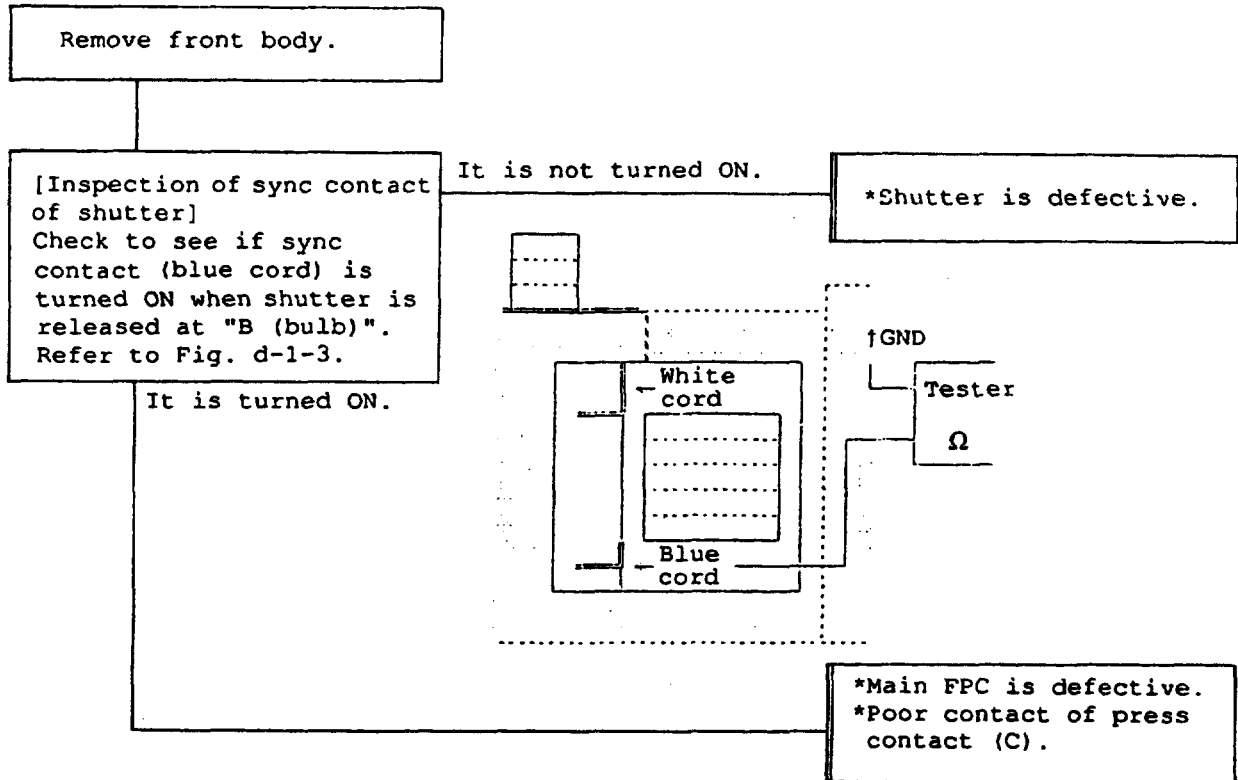 Remove front body.
[Inspection of sync contact
of shutter]
Check to see if sync
contact (blue cord) is
turned ON when shutter is
released at "B (bulb)".
Refer to Fig. d-1-3.
It is not turned ON.
*Shutter is defective.
It is turned ON.
White
cord
Blue
cord
↑GND
Tester
Ω
*Main FPC is defective.
*Poor contact of press
contact (C).